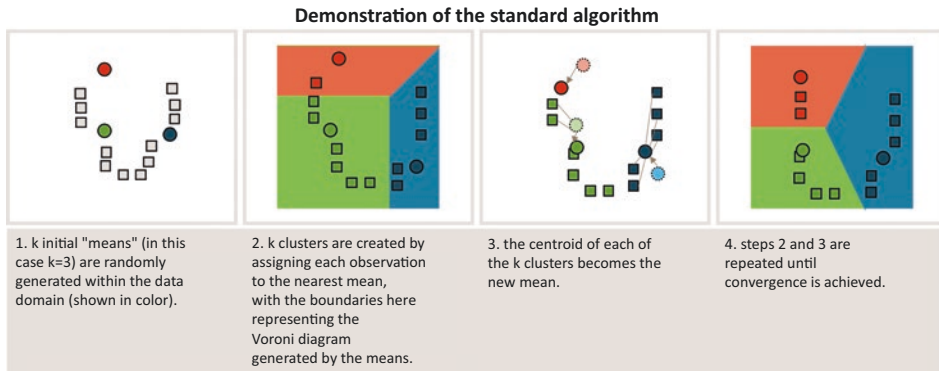 Demonstration of the standard algorithm
1. k initial "means" (in this
case k=3) are randomly
generated within the data
domain (shown in color).
2. k clusters are created by
assigning each observation
to the nearest mean,
with the boundaries here
representing the
Voroni diagram
generated by the means.
3. the centroid of each of
the k clusters becomes the
new mean.
4. steps 2 and 3 are
repeated until
convergence is achieved.